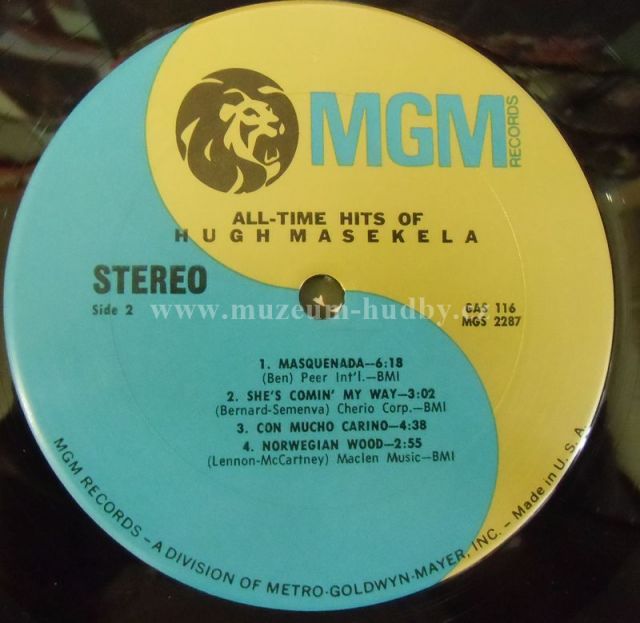 MGM RECORDS
ALL-TIME HITS OF
HUGH MASEKELA
STEREO
Side 2
GAS 116
MGS 2287
www.muzeum-hudby.
1. MASQUENADA—6:18
(Ben) Peer Int'l.—BMI
2. SHE'S COMIN' MY WAY—3:02
(Bernard-Semenva) Cherio Corp.—BMI
3. CON MUCHO CARINO—4:38
4. NORWEGIAN WOOD—2:55
(Lennon-McCartney) Maclen Music—BMI
MGM RECORDS – A DIVISION OF METRO-GOLDWYN-MAYER, INC. – Made in U. S. A.